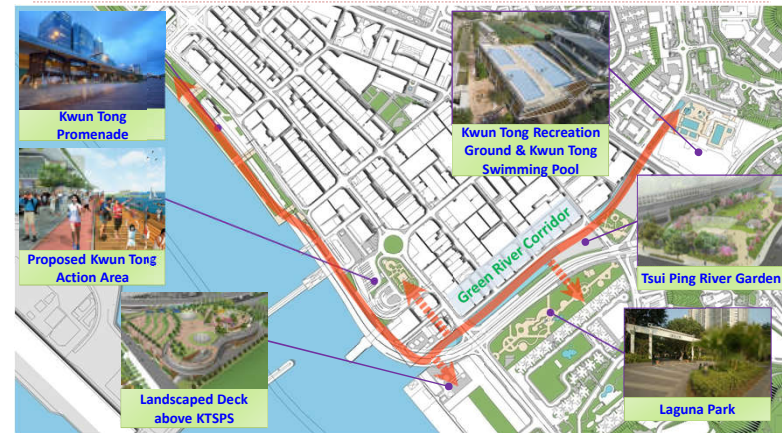 Kwun Tong
Promenade
Kwun Tong Recreation
Ground & Kwun Tong
Swimming Pool
Proposed Kwun Tong
Action Area
Green River Corridor
Tsui Ping River Garden
Landscaped Deck
above KTSPS
Laguna Park